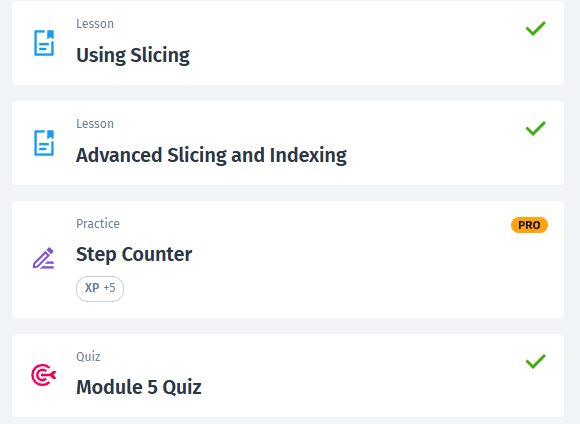 Lesson
Using Slicing
Lesson
Advanced Slicing and Indexing
Practice
PRO
Step Counter
XP +5
Quiz
Module 5 Quiz